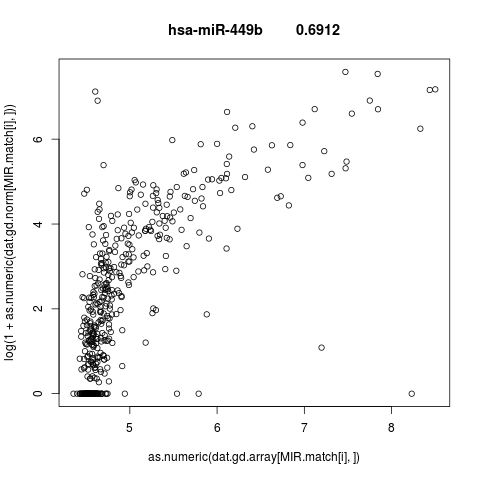 hsa-miR-449b 0.6912
log(1 + as.numeric(dat.gd.norm[MIR.match[i], ]))
6
4
2
0
5 6 7 8
as.numeric(dat.gd.array[MIR.match[i], ])